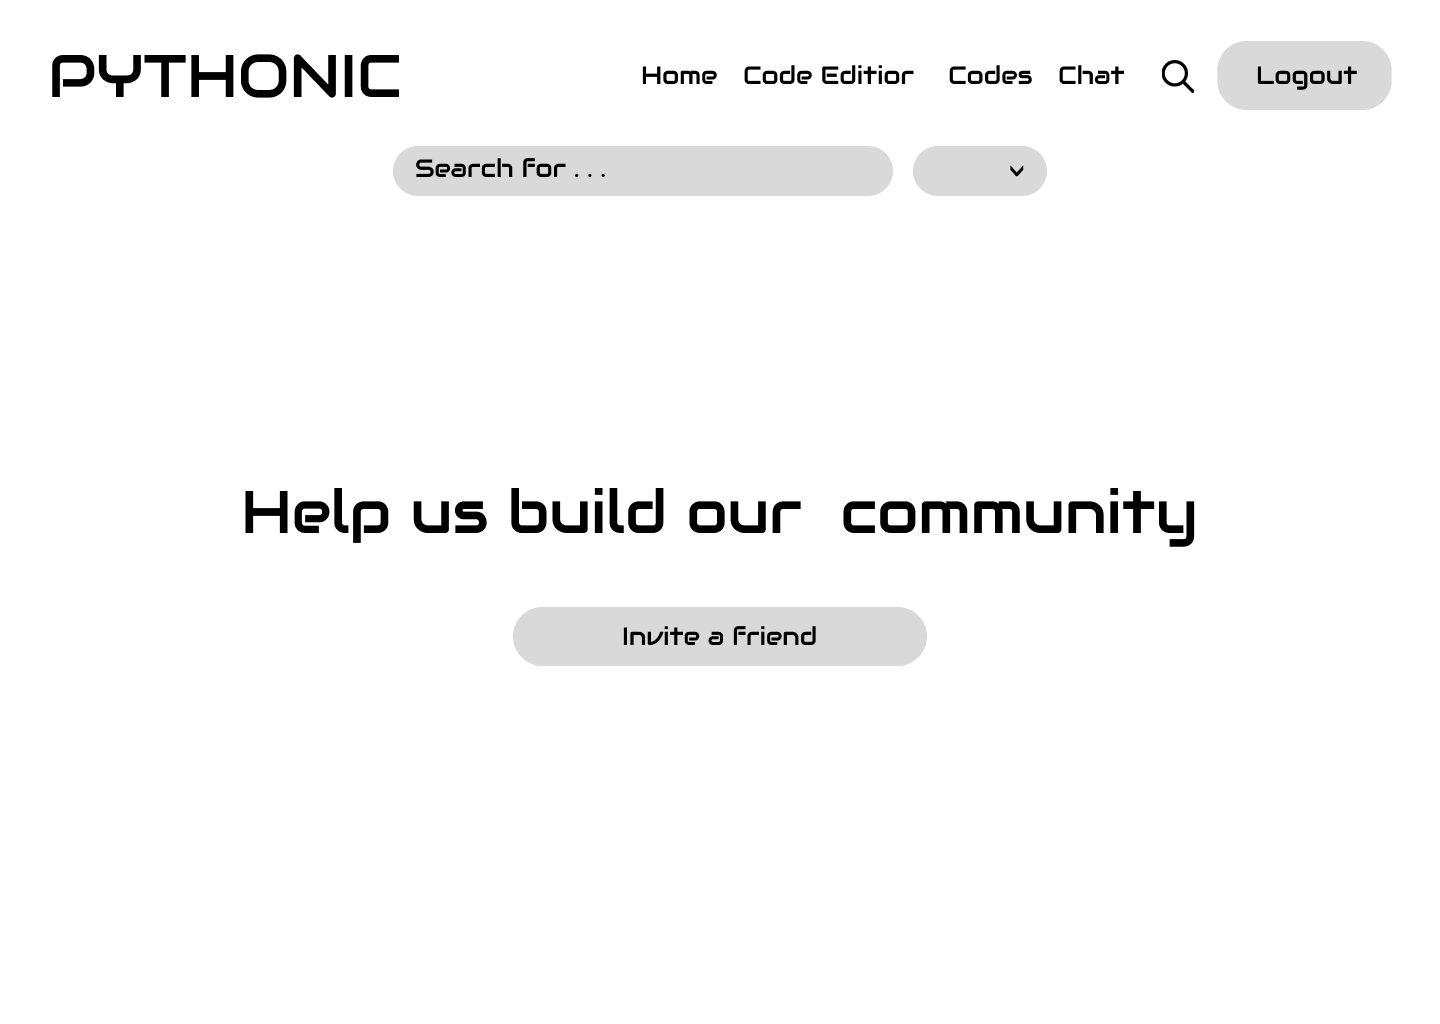 PYTHONIC
Home Code Editior Codes Chat Logout
Search for . . .
Help us build our community
Invite a friend